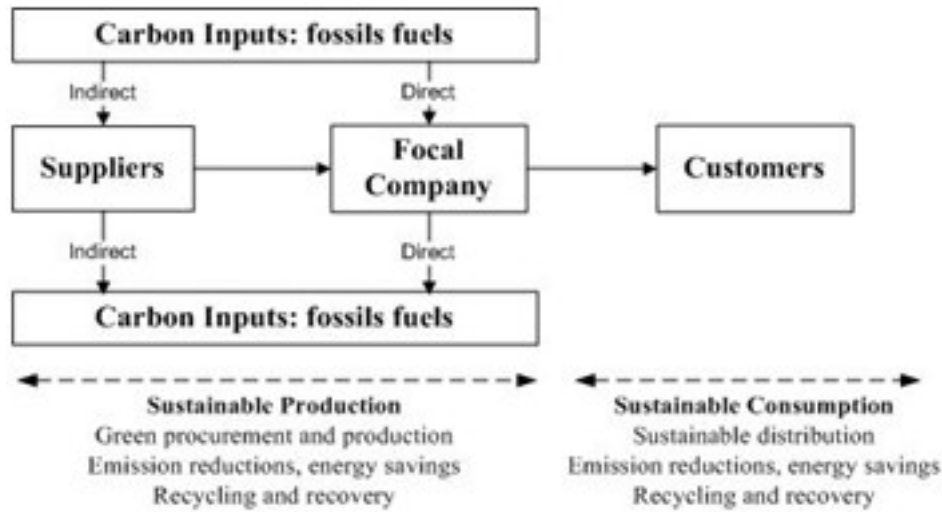 Carbon Inputs: fossils fuels
Indirect
Direct
Suppliers
Focal
Company
Customers
Indirect
Direct
Carbon Inputs: fossils fuels
Sustainable Production
Green procurement and production
Emission reductions, energy savings
Recycling and recovery
Sustainable Consumption
Sustainable distribution
Emission reductions, energy savings
Recycling and recovery